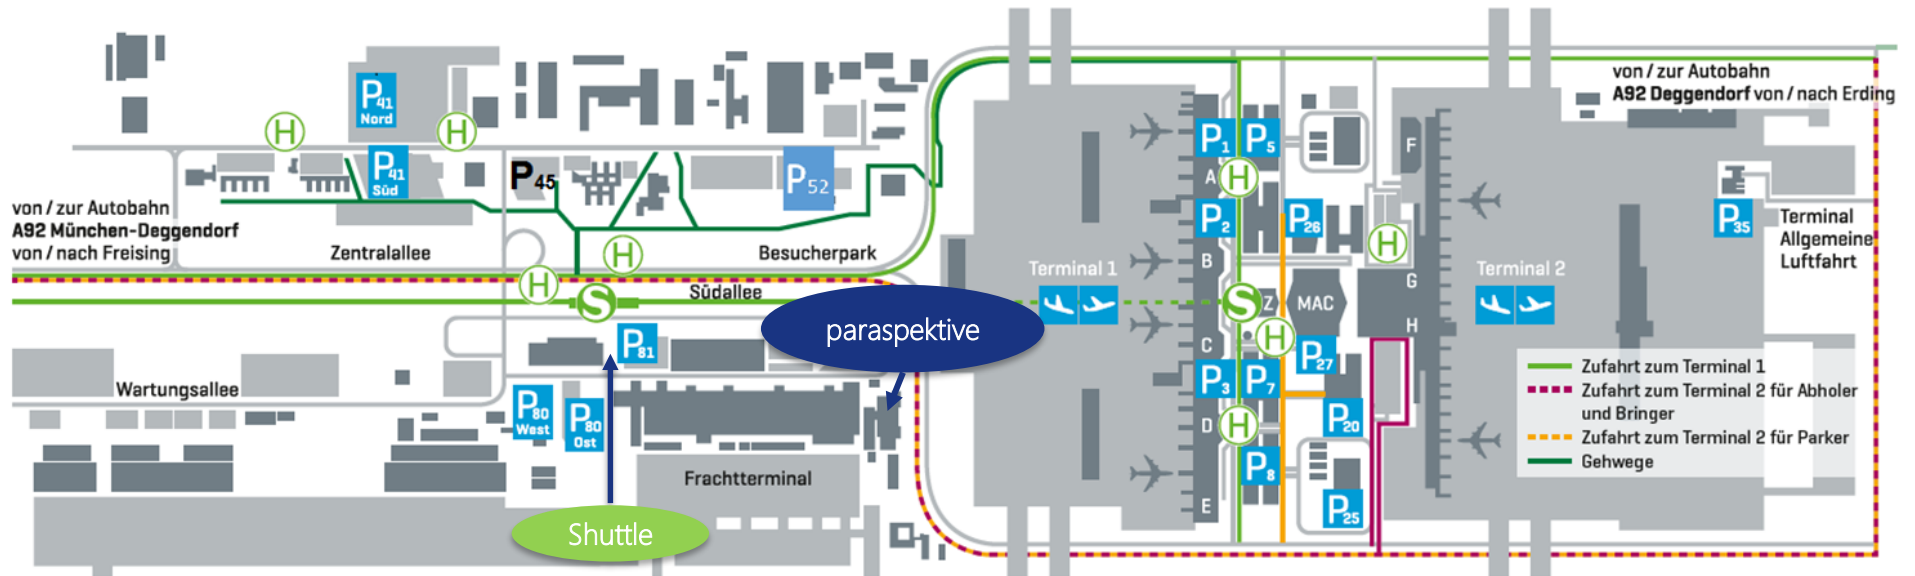 von / zur Autobahn
A92 Deggendorf von / nach Erding
P41
Nord
H
H
P1
P5
F
P41
Süd
P45
P52
A
H
von / zur Autobahn
A92 München-Deggendorf
von / nach Freising
Zentralallee
Besucherpark
P2
P26
P35
Terminal
Allgemeine
Luftfahrt
H
H
B
H
Terminal 1
Terminal 2
G
H
Südallee
S
S
Z
MAC
paraspektive
H
H
P81
C
P27
Wartungsallee
P3
P7
P80
West
P80
Ost
P20
D
H
Zufahrt zum Terminal 1
Zufahrt zum Terminal 2 für Abholer
und Bringer
Zufahrt zum Terminal 2 für Parker
Gehwege
P8
Frachtterminal
E
P25
Shuttle